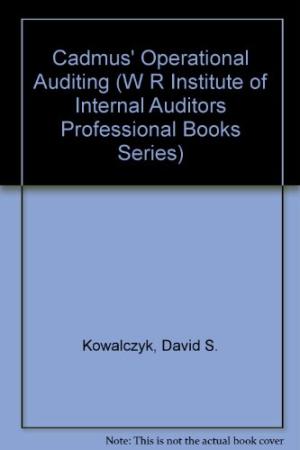 Cadmus' Operational
Auditing (W R Institute of
Internal Auditors
Professional Books
Series)
Kowalczyk, David S.
Note: This is not the actual book cover